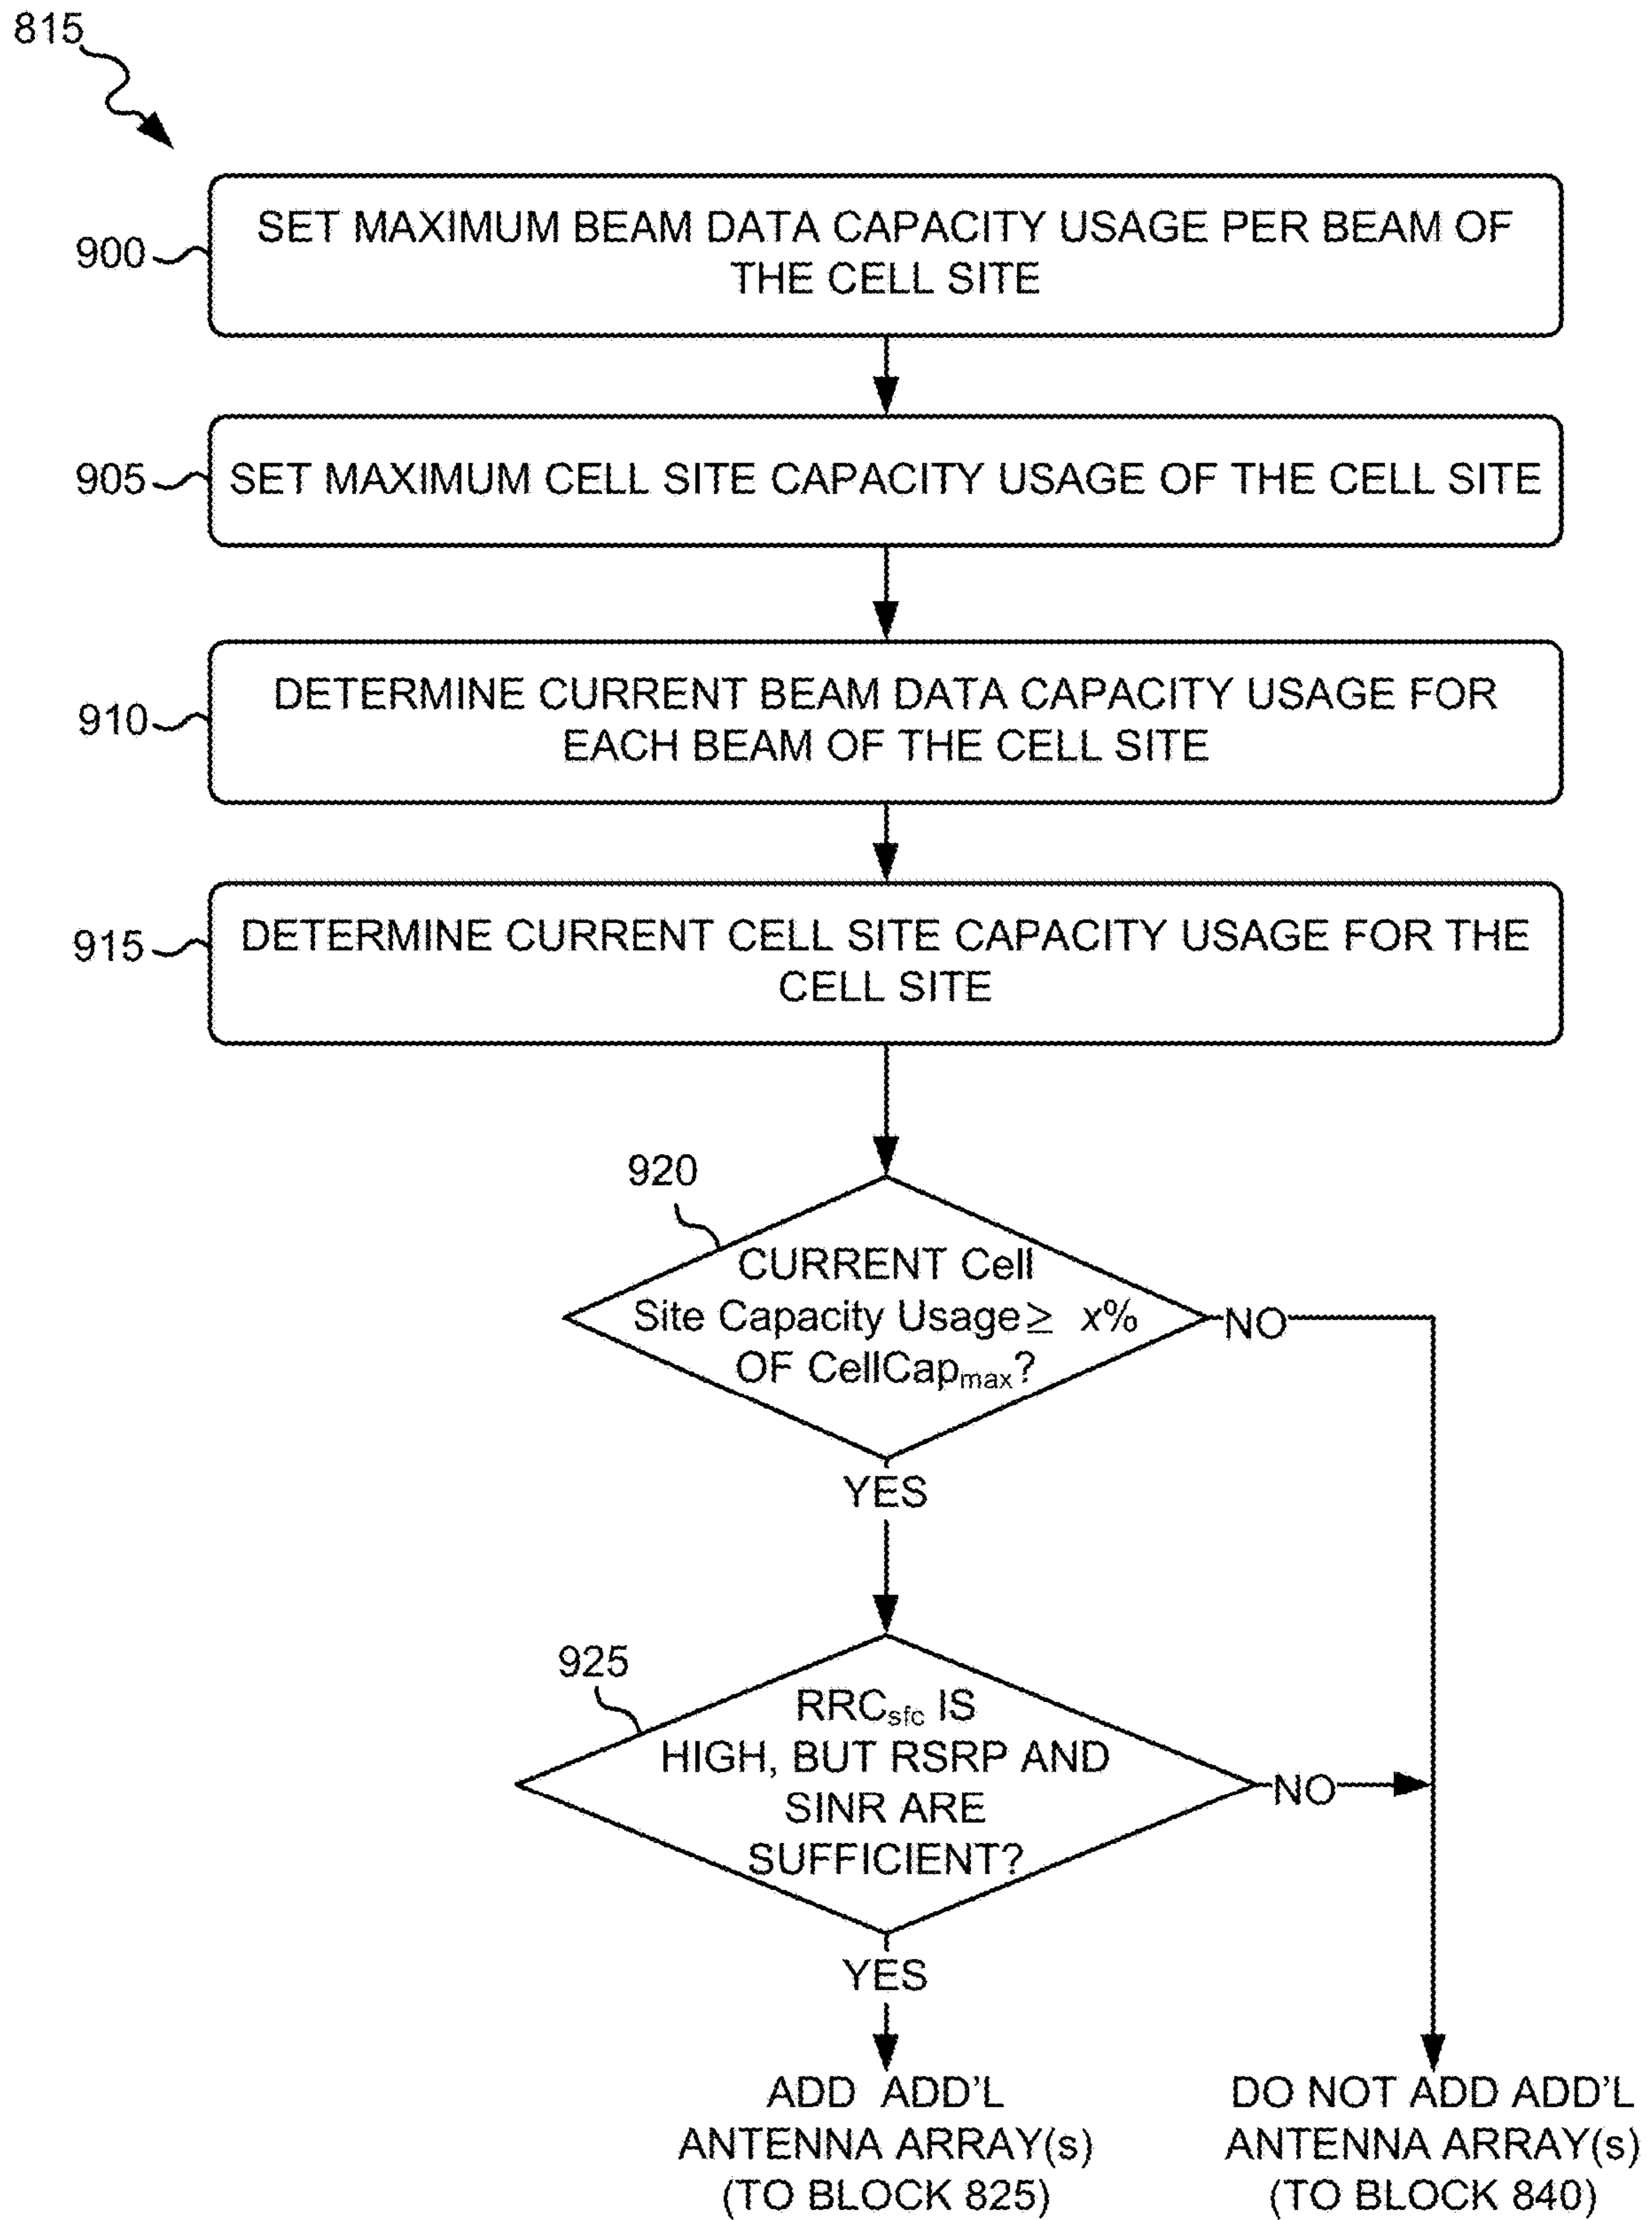 815
900
SET MAXIMUM BEAM DATA CAPACITY USAGE PER BEAM OF
THE CELL SITE
905
SET MAXIMUM CELL SITE CAPACITY USAGE OF THE CELL SITE
910
DETERMINE CURRENT BEAM DATA CAPACITY USAGE FOR
EACH BEAM OF THE CELL SITE
915
DETERMINE CURRENT CELL SITE CAPACITY USAGE FOR THE
CELL SITE
920
CURRENT Cell
Site Capacity Usage ≥ x%
OF CellCapmax?
NO
YES
925
RRCsfc IS
HIGH, BUT RSRP AND
SINR ARE
SUFFICIENT?
NO
YES
ADD ADD'L
ANTENNA ARRAY(s)
(TO BLOCK 825)
DO NOT ADD ADD'L
ANTENNA ARRAY(s)
(TO BLOCK 840)